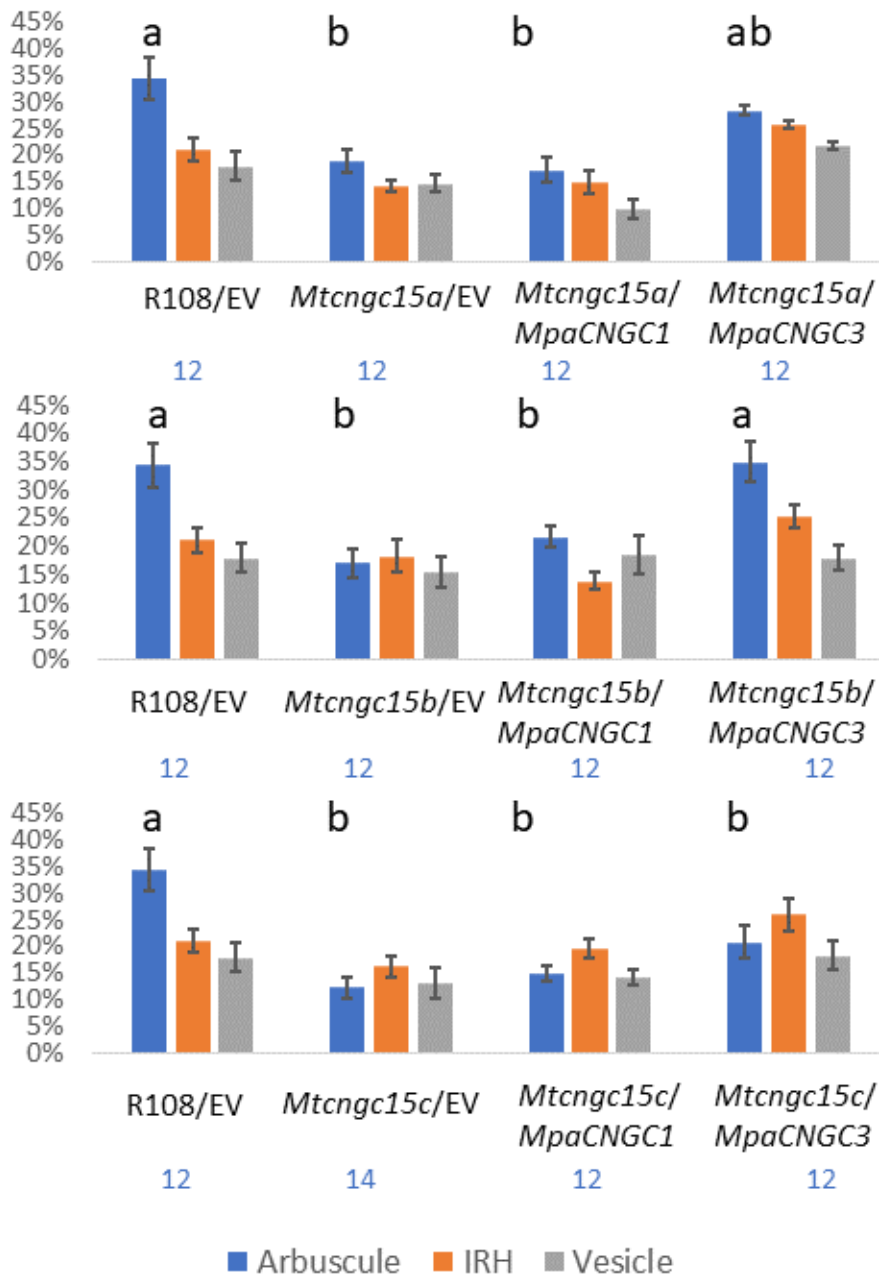 45%
40%
35%
30%
25%
20%
15%
10%
5%
0%
a b b ab
R108/EV Mtcngc15a/EV Mtcngc15a/ Mtcngc15a/
MpaCNGC1 MpaCNGC3
12 12 12 12
45%
40%
35%
30%
25%
20%
15%
10%
5%
0%
a b b a
R108/EV Mtcngc15b/EV Mtcngc15b/ Mtcngc15b/
MpaCNGC1 MpaCNGC3
12 12 12 12
45%
40%
35%
30%
25%
20%
15%
10%
5%
0%
a b b b
R108/EV Mtcngc15c/EV Mtcngc15c/ Mtcngc15c/
MpaCNGC1 MpaCNGC3
12 14 12 12
Arbuscule IRH Vesicle